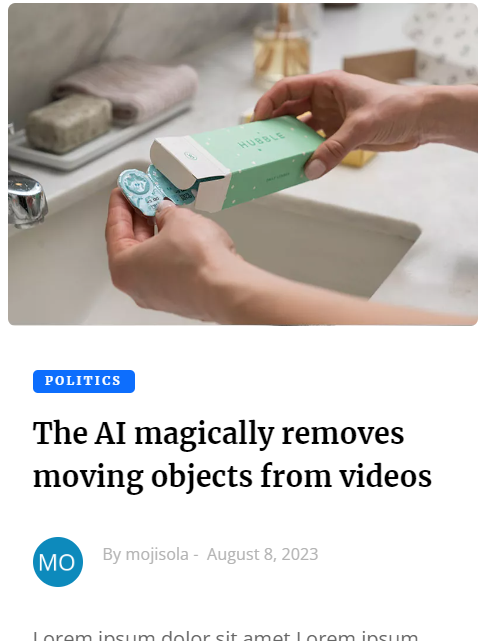 HUBBLE
POLITICS
The AI magically removes
moving objects from videos
MO
By mojisola - August 8, 2023
Lorem ipsum dolor sit amet Lorem ipsum